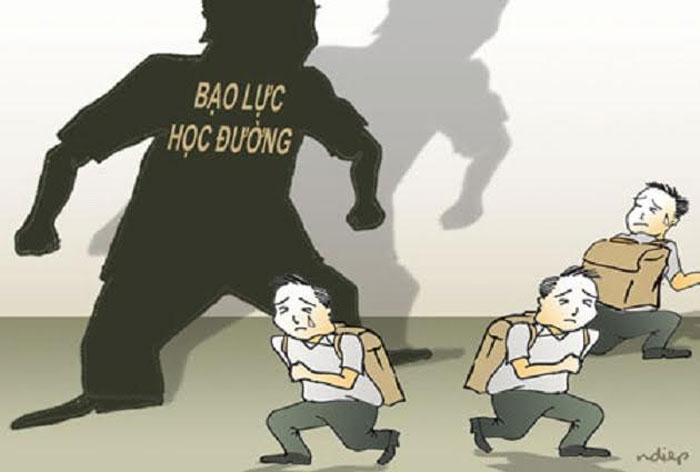 BẠO LỰC
HỌC ĐƯỜNG
ndiep